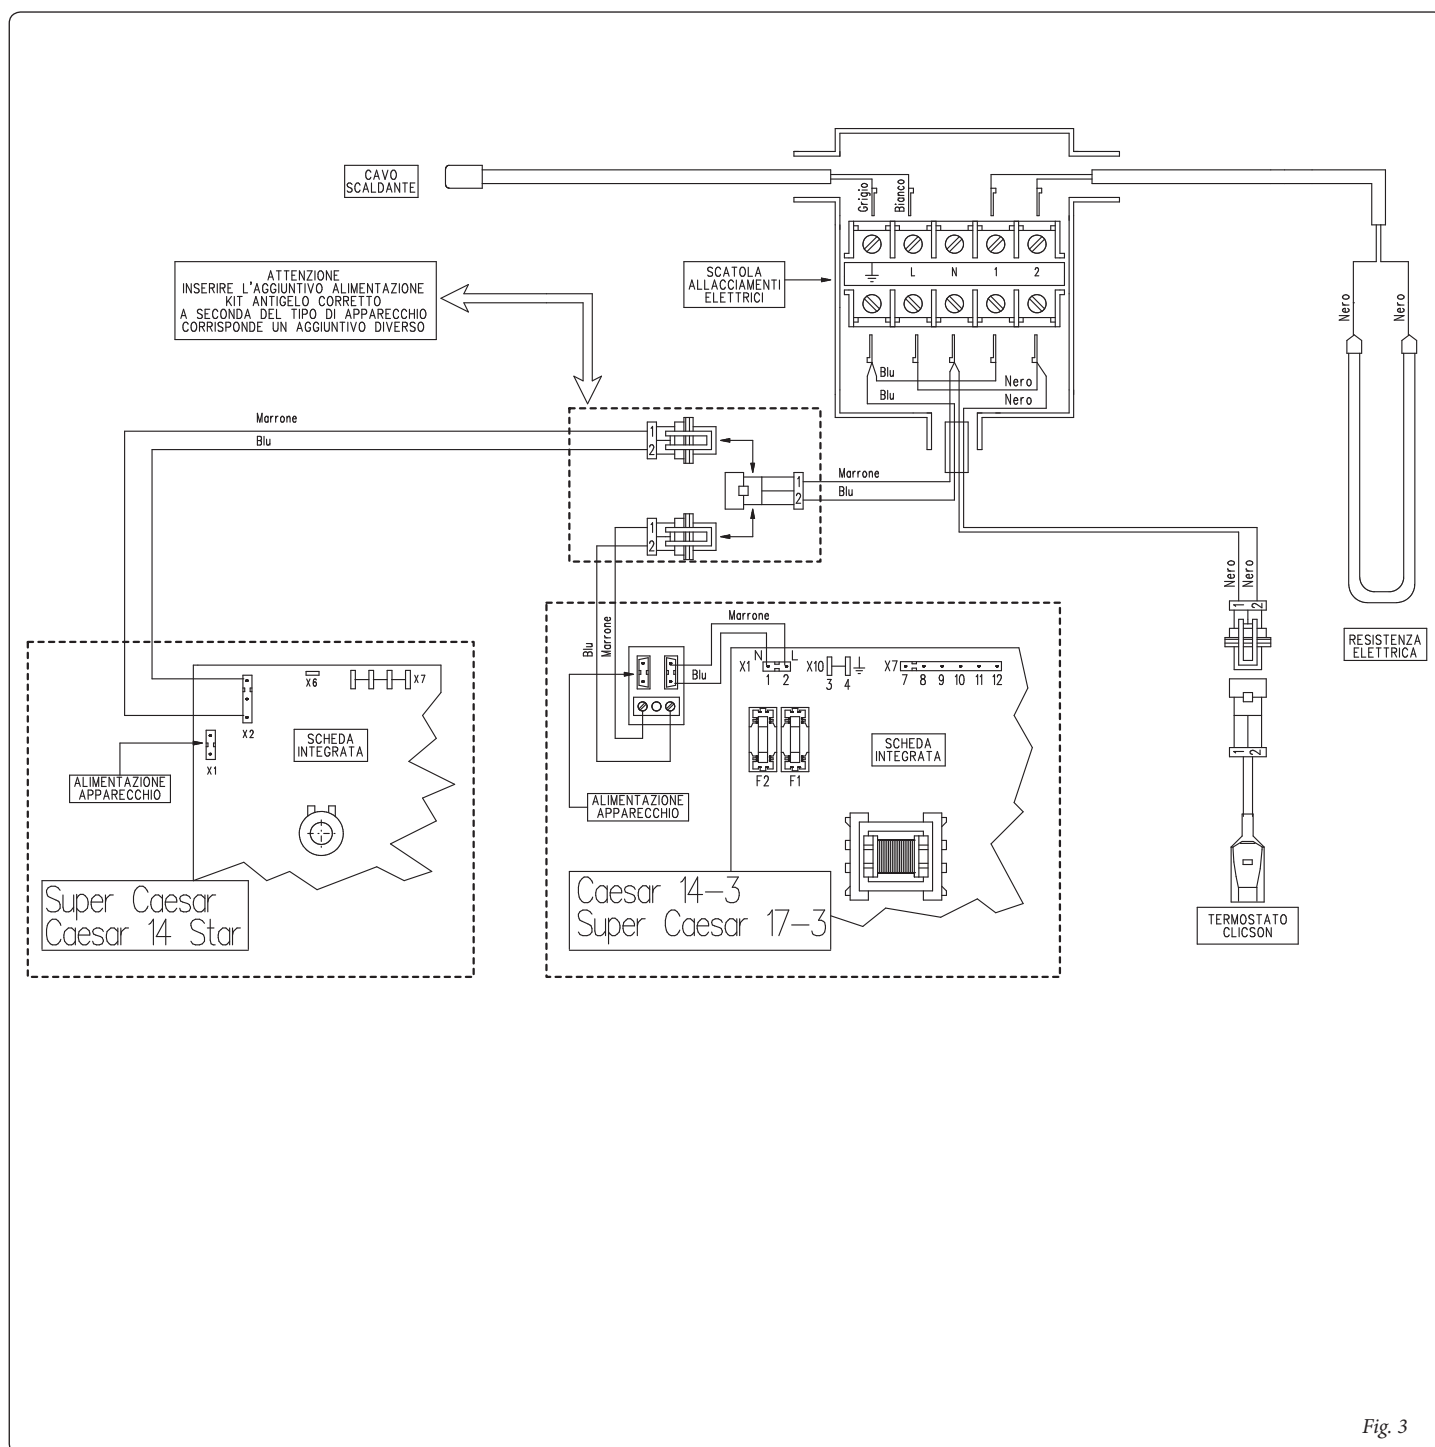 CAVO
SCALDANTE
Grigio
Bianco
ATTENZIONE
INSERIRE L'AGGIUNTIVO ALIMENTAZIONE
KIT ANTIGELO CORRETTO
A SECONDA DEL TIPO DI APPARECCHIO
CORRISPONDE UN AGGIUNTIVO DIVERSO
SCATOLA
ALLACCIAMENTI
ELETTRICI
L N 1 2
Nero
Nero
Blu
Nero
Blu
Nero
Marrone
Blu
1
2
Marrone
Blu
1
2
1
2
Nero
Nero
1
2
RESISTENZA
ELETTRICA
1
2
TERMOSTATO
CLICSON
X6
X7
X2
X1
SCHEDA
INTEGRATA
ALIMENTAZIONE
APPARECCHIO
Super Caesar
Caesar 14 Star
Blu
Marrone
Marrone
Blu
N L
X1
1 2
X10
3 4
X7
7 8 9 10 11 12
F2 F1
SCHEDA
INTEGRATA
ALIMENTAZIONE
APPARECCHIO
Caesar 14-3
Super Caesar 17-3
Fig. 3